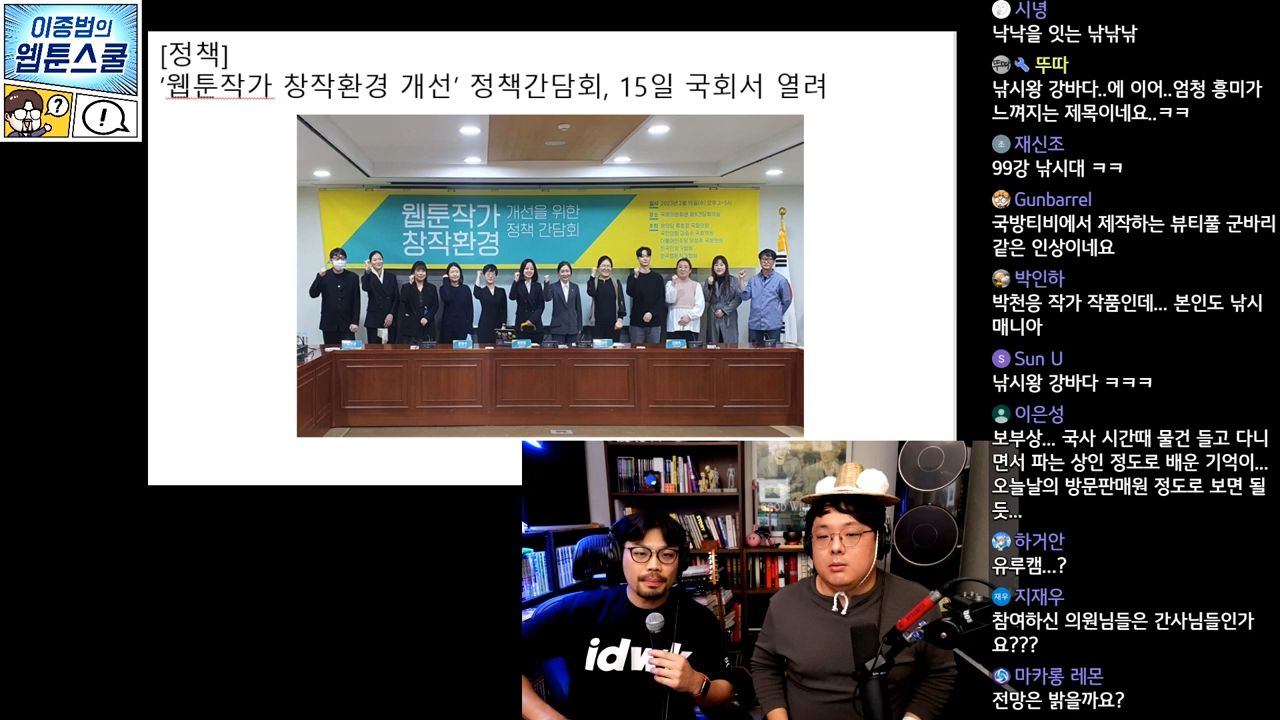 이종범의
웹툰스쿨
[정책]
‘웹툰작가 창작환경 개선’ 정책간담회, 15일 국회서 열려
웹툰작가
창작환경
개선을 위한
정책 간담회
idwk
시녕
낙낙을 잇는 낚낚낚
뚜따
낚시왕 강바다..에 이어..엄청 흥미가
느껴지는 제목이네요..ㅋㅋ
조
재신조
99강 낚시대 ㅋㅋ
Gunbarrel
국방티비에서 제작하는 뷰티풀 군바리
같은 인상이네요
박인하
박천응 작가 작품인데... 본인도 낚시
매니아
S
Sun U
낚시왕 강바다 ㅋㅋㅋ
이은성
보부상... 국사 시간때 물건 들고 다니
면서 파는 상인 정도로 배운 기억이...
오늘날의 방문판매원 정도로 보면 될
듯...
하거안
유루캠...?
재우
지재우
참여하신 의원님들은 간사님들인가
요???
마카롱 레몬
전망은 밝을까요?